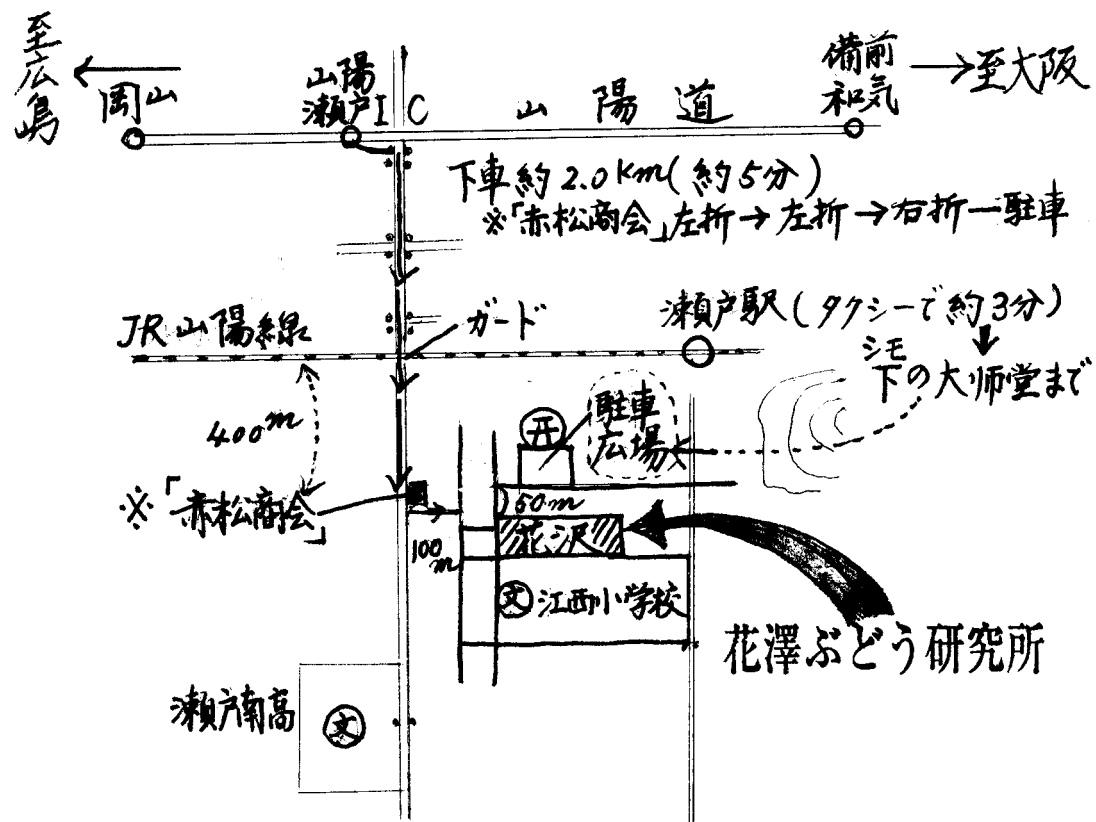 至広島
岡山
山陽
瀬戸IC
山陽道
備前
和気
至大阪
下車約2.0km(約5分)
※「赤松商会」左折→左折→右折—駐車
JR山陽線
ガード
瀬戸駅(タクシーで約3分)
シモ
下の大师堂まで
400m
駐車
広場
开
※「赤松商会」
100m
50m
花沢
文 江西小学校
花澤ぶどう研究所
瀬戸南高
文